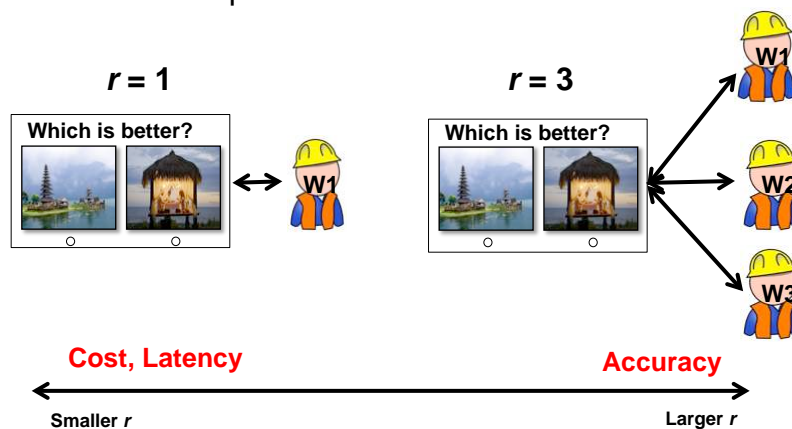 r = 1
r = 3
Which is better?
W1
Which is better?
W1
W2
W3
Cost, Latency
Accuracy
Smaller r
Larger r